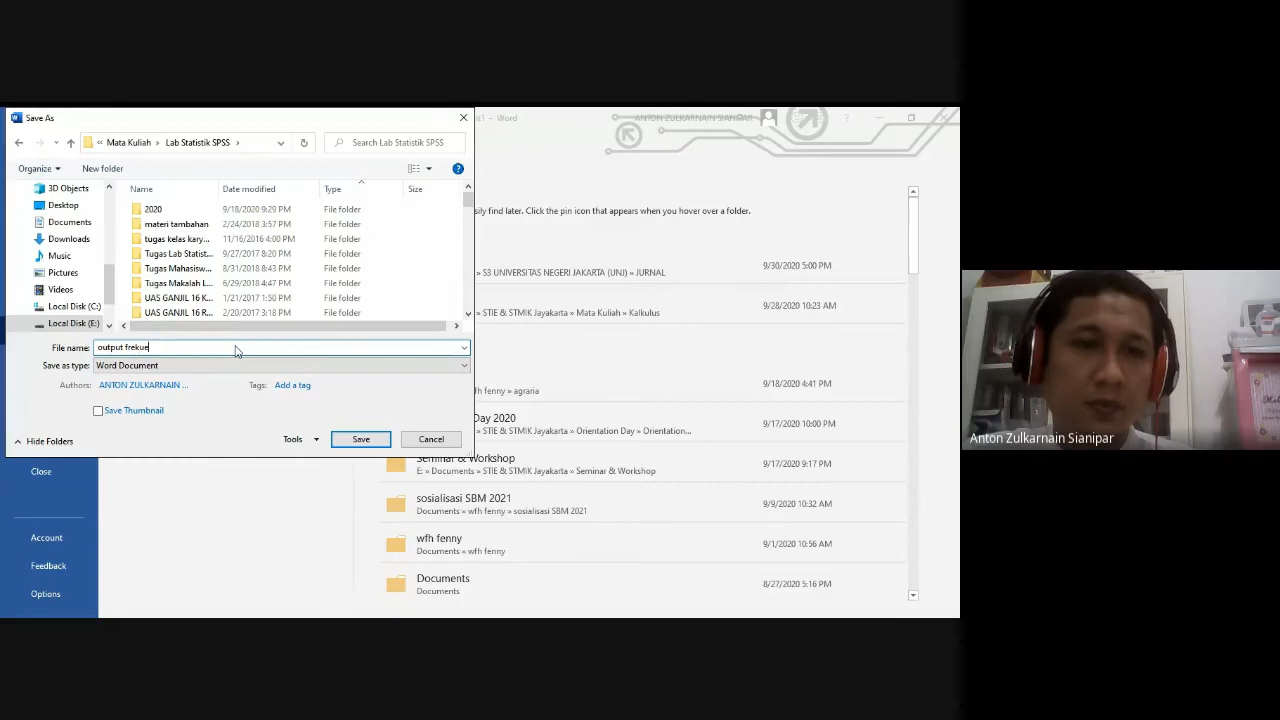 Save As
t1 - Word
ANTON ZULKARNAIN SIANIPAR
?
« Mata Kuliah › Lab Statistik SPSS ›
Search Lab Statistik SPSS
Organize
New folder
3D Objects
Desktop
Documents
Downloads
Music
Pictures
Videos
Local Disk (C:)
Local Disk (E:)
Name Date modified Type Size
2020 9/18/2020 9:29 PM File folder
materi tambahan 2/24/2018 3:57 PM File folder
tugas kelas kary... 11/16/2016 4:00 PM File folder
Tugas Lab Statist... 9/27/2017 8:20 PM File folder
Tugas Mahasisw... 8/31/2018 8:43 PM File folder
Tugas Makalah L... 6/29/2018 4:47 PM File folder
UAS GANJIL 16 K... 1/21/2017 1:50 PM File folder
UAS GANJIL 16 R... 2/20/2017 3:18 PM File folder
File name: output frekue
Save as type: Word Document
Authors: ANTON ZULKARNAIN ...
Tags: Add a tag
Save Thumbnail
Hide Folders
Tools
Save
Cancel
Close
Account
Feedback
Options
sily find later. Click the pin icon that appears when you hover over a folder.
» S3 UNIVERSITAS NEGERI JAKARTA (UNJ) » JURNAL
9/30/2020 5:00 PM
» STIE & STMIK Jayakarta » Mata Kuliah » Kalkulus
9/28/2020 10:23 AM
nfh fenny » agraria
9/18/2020 4:41 PM
Day 2020
» STIE & STMIK Jayakarta » Orientation Day » Orientation...
9/17/2020 10:00 PM
Seminar & Workshop
E: » Documents » STIE & STMIK Jayakarta » Seminar & Workshop
9/17/2020 9:17 PM
sosialisasi SBM 2021
Documents » wfh fenny » sosialisasi SBM 2021
9/9/2020 10:32 AM
wfh fenny
Documents » wfh fenny
9/1/2020 10:56 AM
Documents
Documents
8/27/2020 5:16 PM
Anton Zulkarnain Sianipar